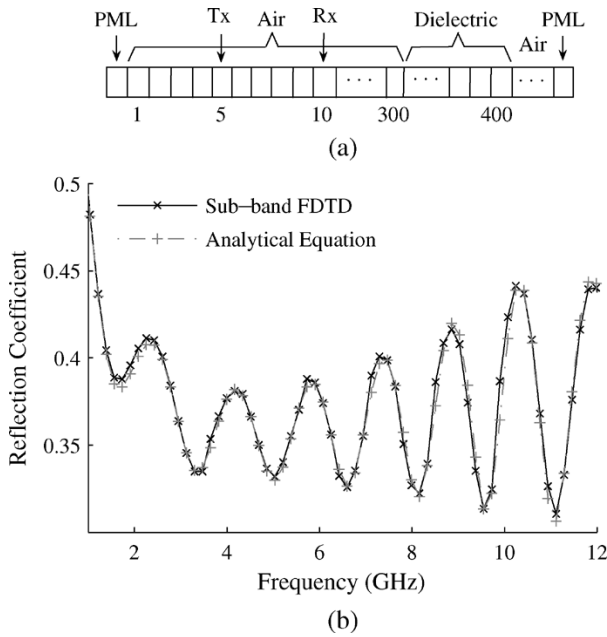 (a)
PML Tx Air Rx Dielectric Air PML
1 5 10 ··· 300 ··· 400 ···
(a)
0.5
0.45
0.4
0.35
Reflection Coefficient
Sub–band FDTD
Analytical Equation
2 4 6 8 10 12
Frequency (GHz)
(b)